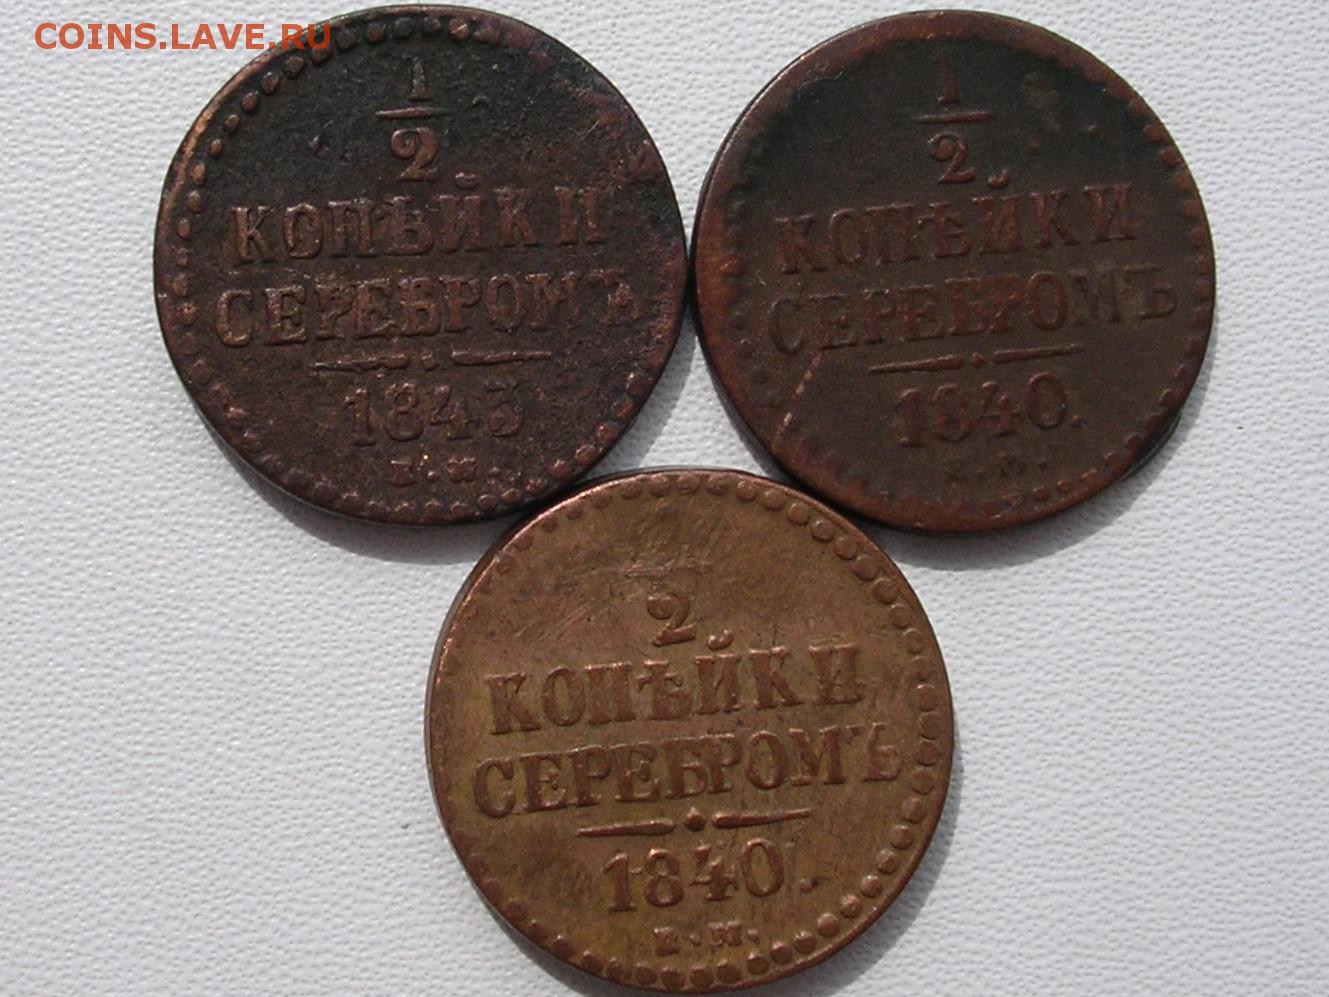 COINS.LAVE.RU
1
2
КОПѢЙКИ
СЕРЕБРОМЪ
1843
Е.М.
1
2
КОПѢЙКИ
СЕРЕБРОМЪ
1840.
2
КОПѢЙКИ
СЕРЕБРОМЪ
1840.
Е.М.